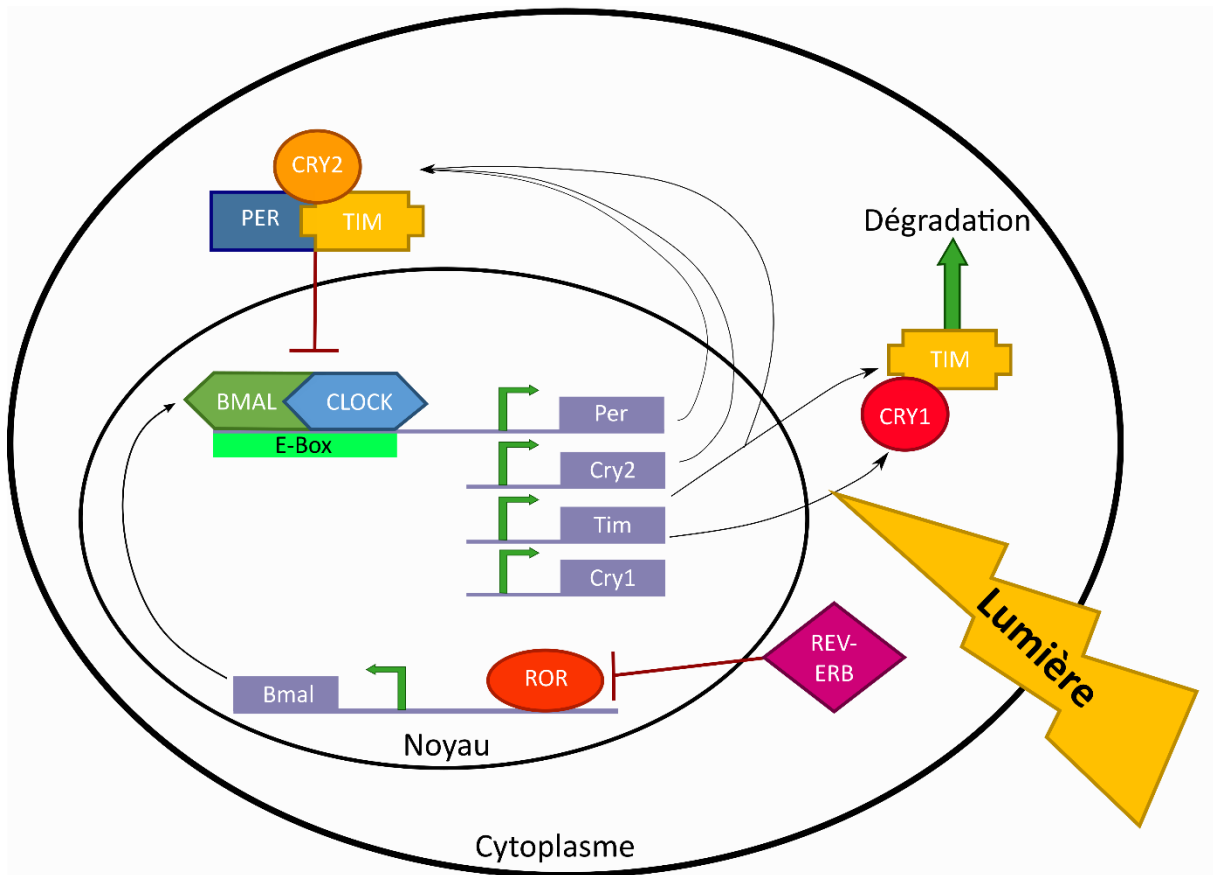 CRY2
PER
TIM
Dégradation
TIM
CRY1
BMAL
CLOCK
E-Box
Per
Cry2
Tim
Cry1
Lumière
REV-
ERB
ROR
Bmal
Noyau
Cytoplasme